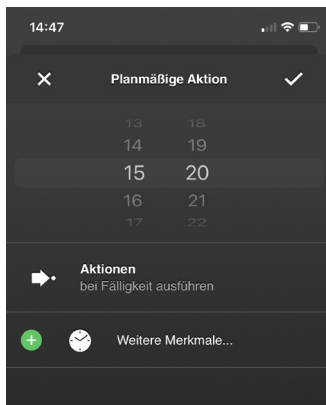 14:47
Planmäßige Aktion
13 18
14 19
15 20
16 21
17 22
Aktionen
bei Fälligkeit ausführen
Weitere Merkmale...